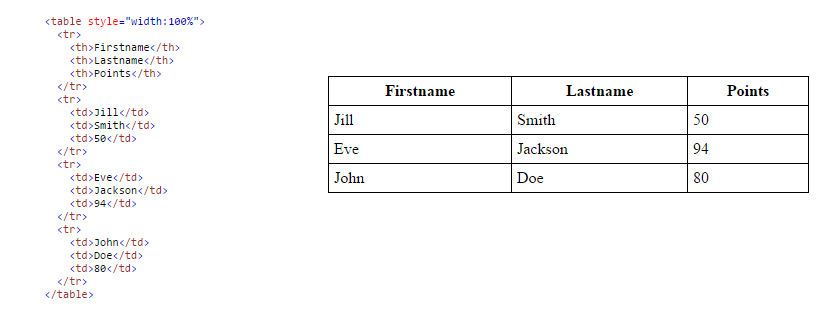 <table style="width:100%">
  <tr>
    <th>Firstname</th>
    <th>Lastname</th>
    <th>Points</th>
  </tr>
  <tr>
    <td>Jill</td>
    <td>Smith</td>
    <td>50</td>
  </tr>
  <tr>
    <td>Eve</td>
    <td>Jackson</td>
    <td>94</td>
  </tr>
  <tr>
    <td>John</td>
    <td>Doe</td>
    <td>80</td>
  </tr>
</table>
Firstname Lastname Points
Jill Smith 50
Eve Jackson 94
John Doe 80